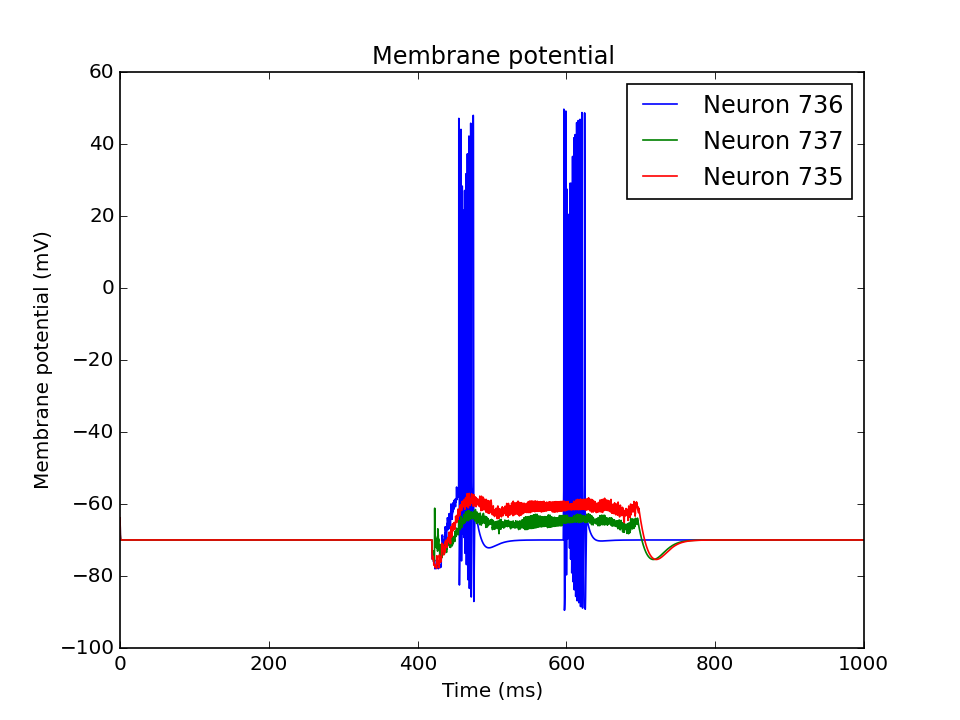 Membrane potential
60
40
20
0
−20
−40
−60
−80
−100
Membrane potential (mV)
Neuron 736
Neuron 737
Neuron 735
0 200 400 600 800 1000
Time (ms)